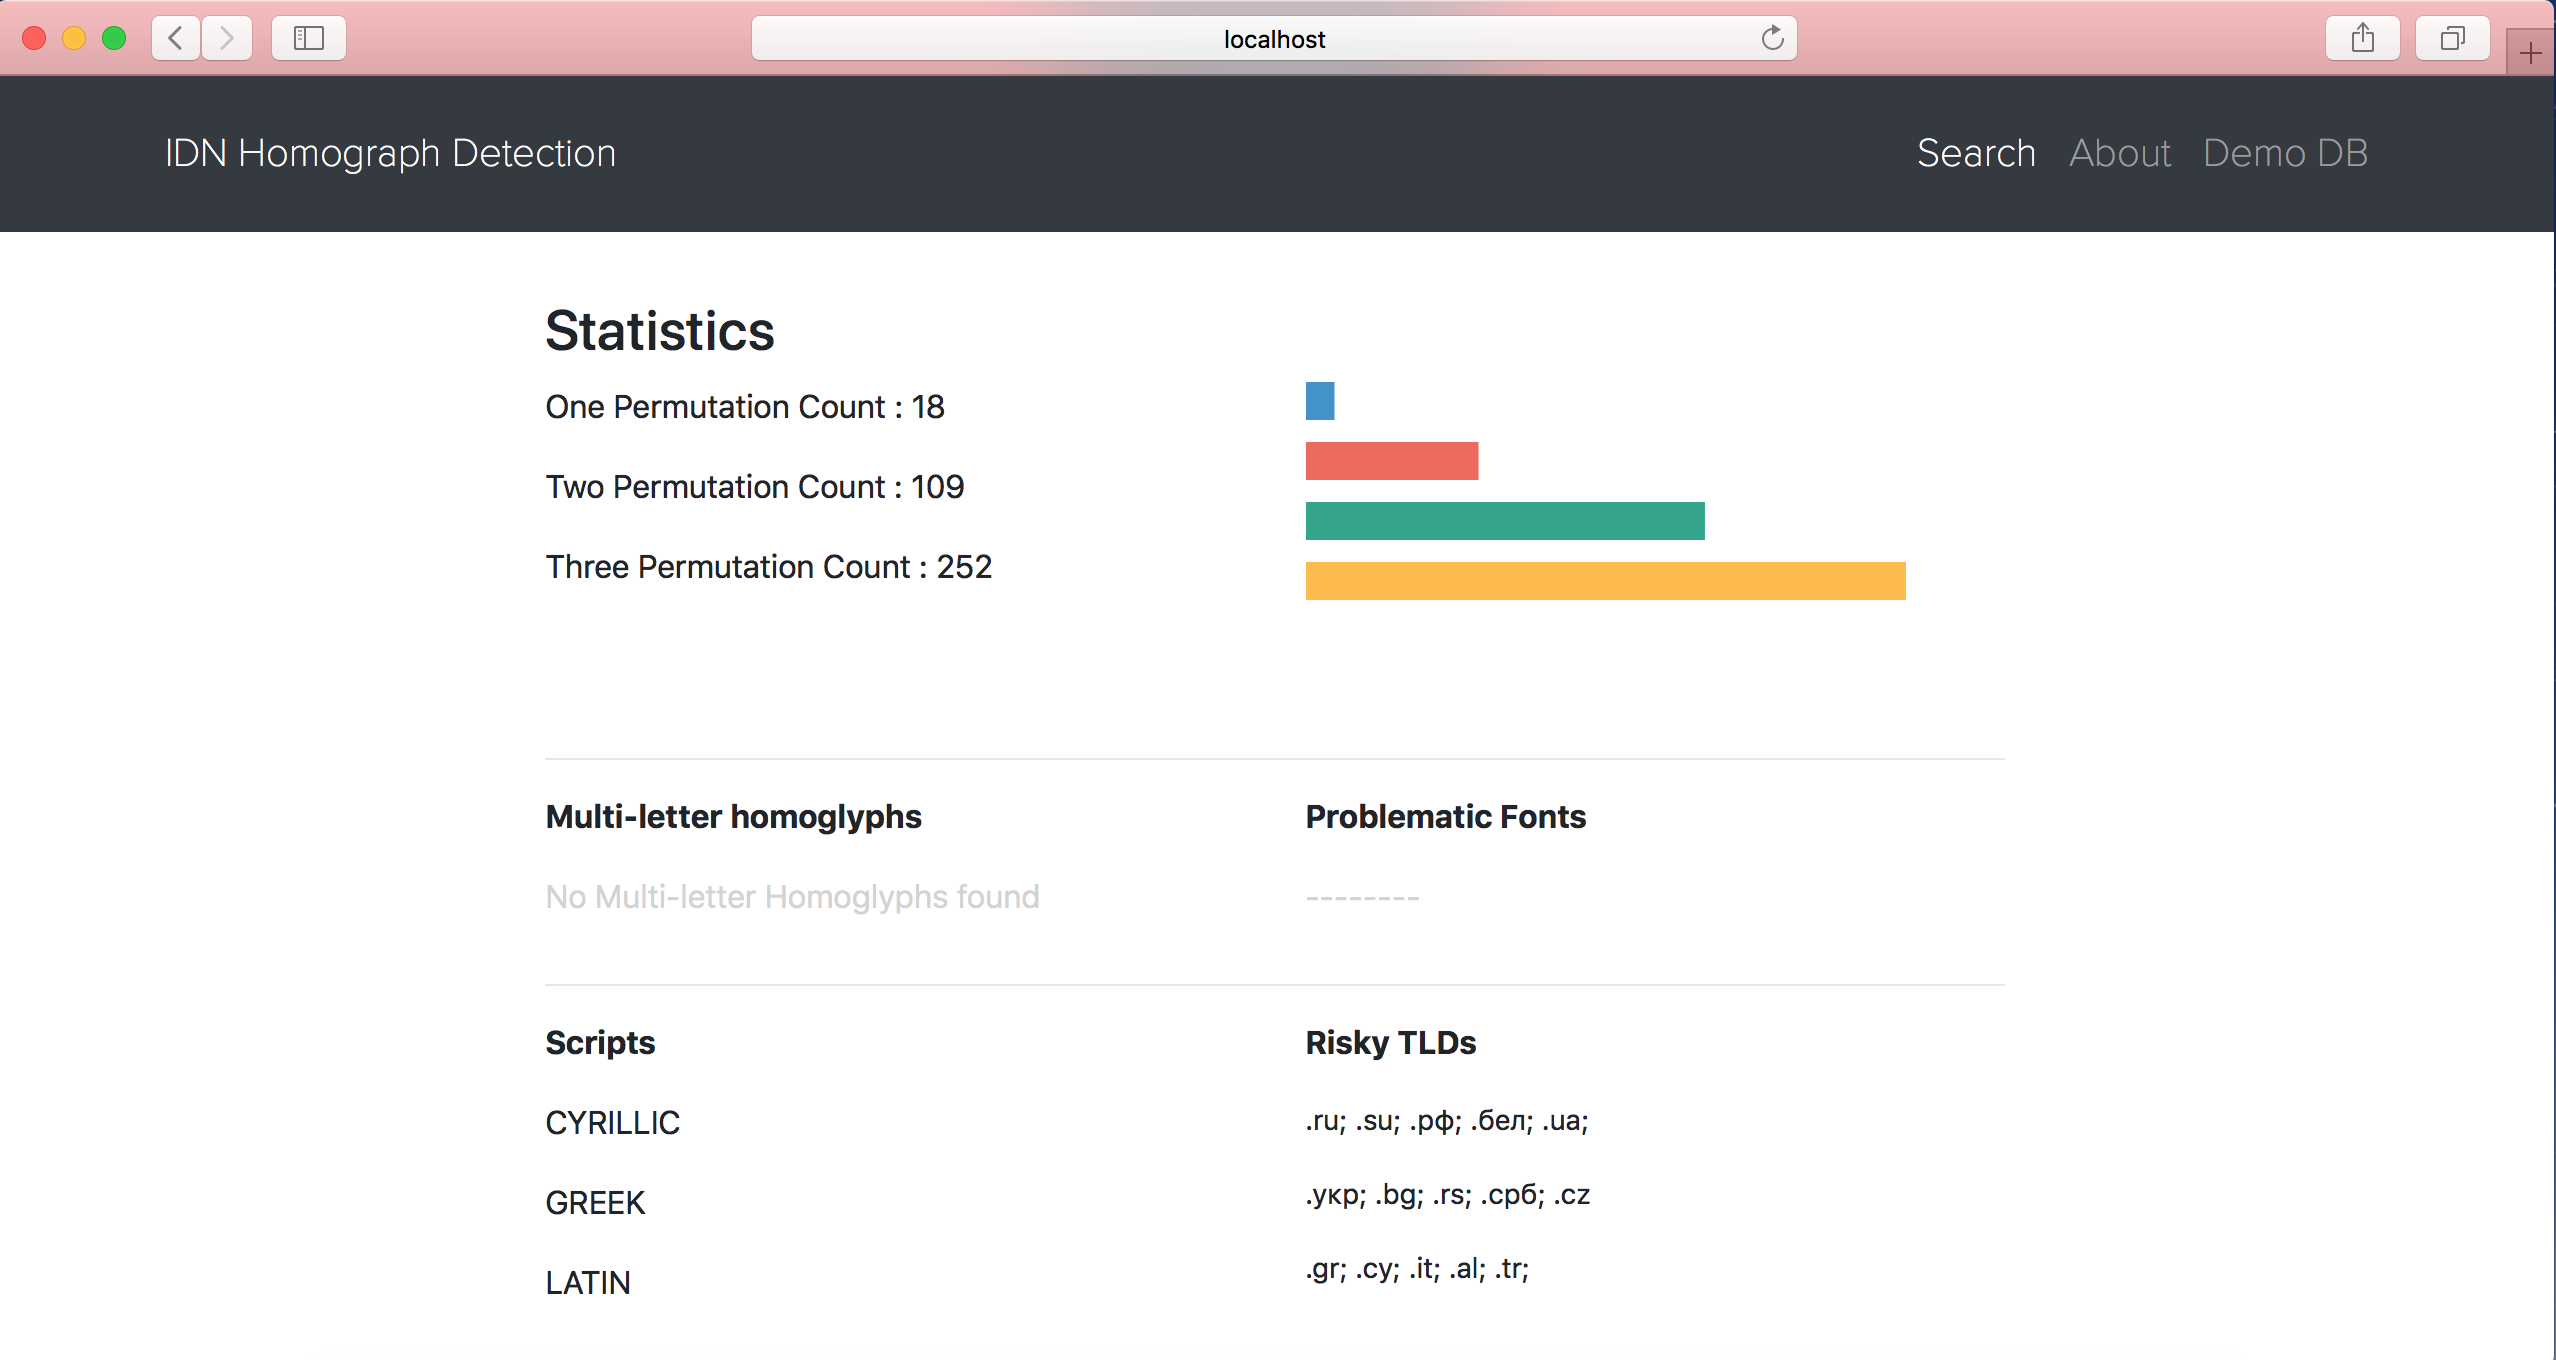 localhost
IDN Homograph Detection
Search About Demo DB
Statistics
One Permutation Count : 18
Two Permutation Count : 109
Three Permutation Count : 252
Multi-letter homoglyphs
No Multi-letter Homoglyphs found
Problematic Fonts
--------
Scripts
CYRILLIC
GREEK
LATIN
Risky TLDs
.ru; .su; .рф; .бел; .ua;
.укр; .bg; .rs; .срб; .cz
.gr; .cy; .it; .al; .tr;